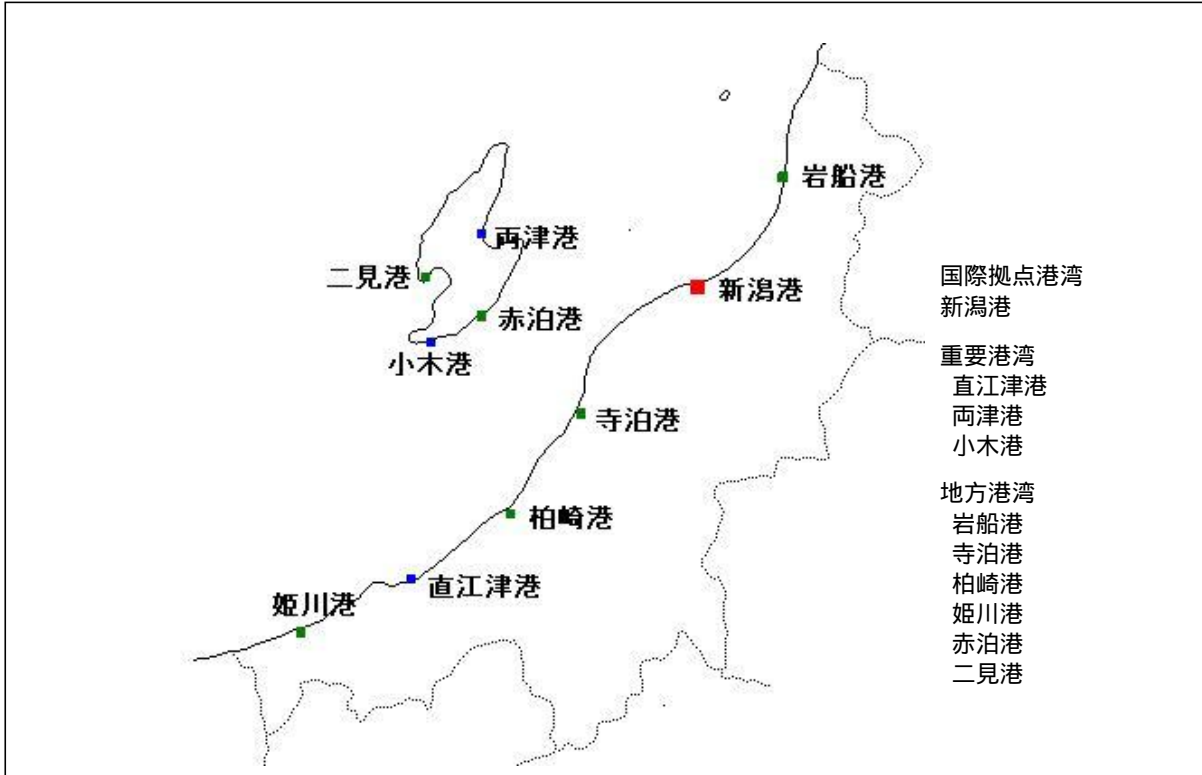 岩船港
両津港
二見港
新潟港
赤泊港
小木港
寺泊港
柏崎港
直江津港
姫川港
国際拠点港湾
新潟港
重要港湾
直江津港
両津港
小木港
地方港湾
岩船港
寺泊港
柏崎港
姫川港
赤泊港
二見港